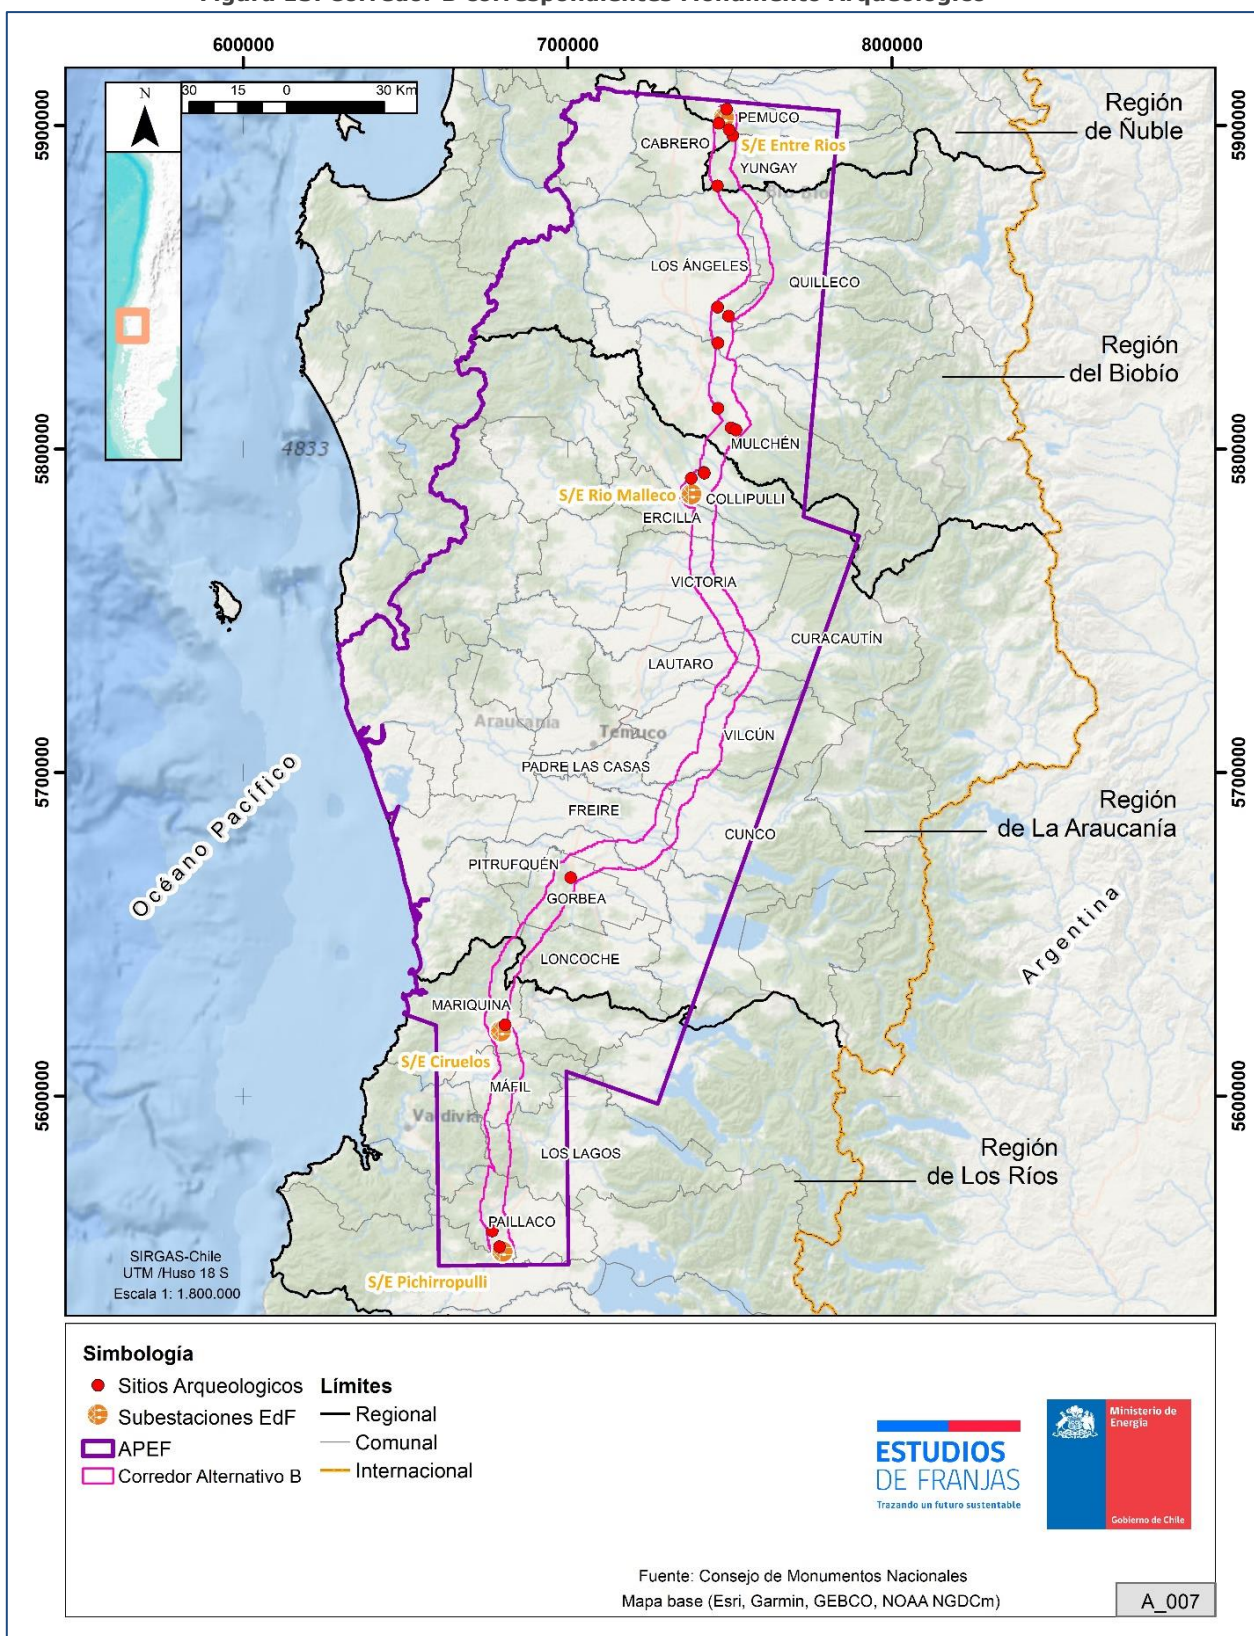 600000
700000
800000
N
30 15 0 30 Km
PEMUCO
CABRERO
S/E Entre Rios
YUNGAY
Región
de Ñuble
5900000
5900000
LOS ÁNGELES
QUILLECO
Región
del Biobío
4833
MULCHÉN
5800000
5800000
S/E Rio Malleco
COLLIPULLI
ERCILLA
VICTORIA
CURACAUTÍN
LAUTARO
Araucanía
Temuco
VILCÚN
PADRE LAS CASAS
5700000
5700000
Océano Pacífico
FREIRE
CUNCO
Región
de La Araucanía
PITRUFQUÉN
GORBEA
Argentina
LONCOCHE
MARIQUINA
S/E Ciruelos
MÁFIL
5600000
5600000
Valdivia
LOS LAGOS
Región
de Los Ríos
PAILLACO
S/E Pichirropulli
SIRGAS-Chile
UTM /Huso 18 S
Escala 1: 1.800.000
Simbología
Sitios Arqueologicos
Subestaciones EdF
APEF
Corredor Alternativo B
Límites
Regional
Comunal
Internacional
ESTUDIOS
DE FRANJAS
Trazando un futuro sustentable
Ministerio de
Energía
Gobierno de Chile
Fuente: Consejo de Monumentos Nacionales
Mapa base (Esri, Garmin, GEBCO, NOAA NGDCm)
A_007